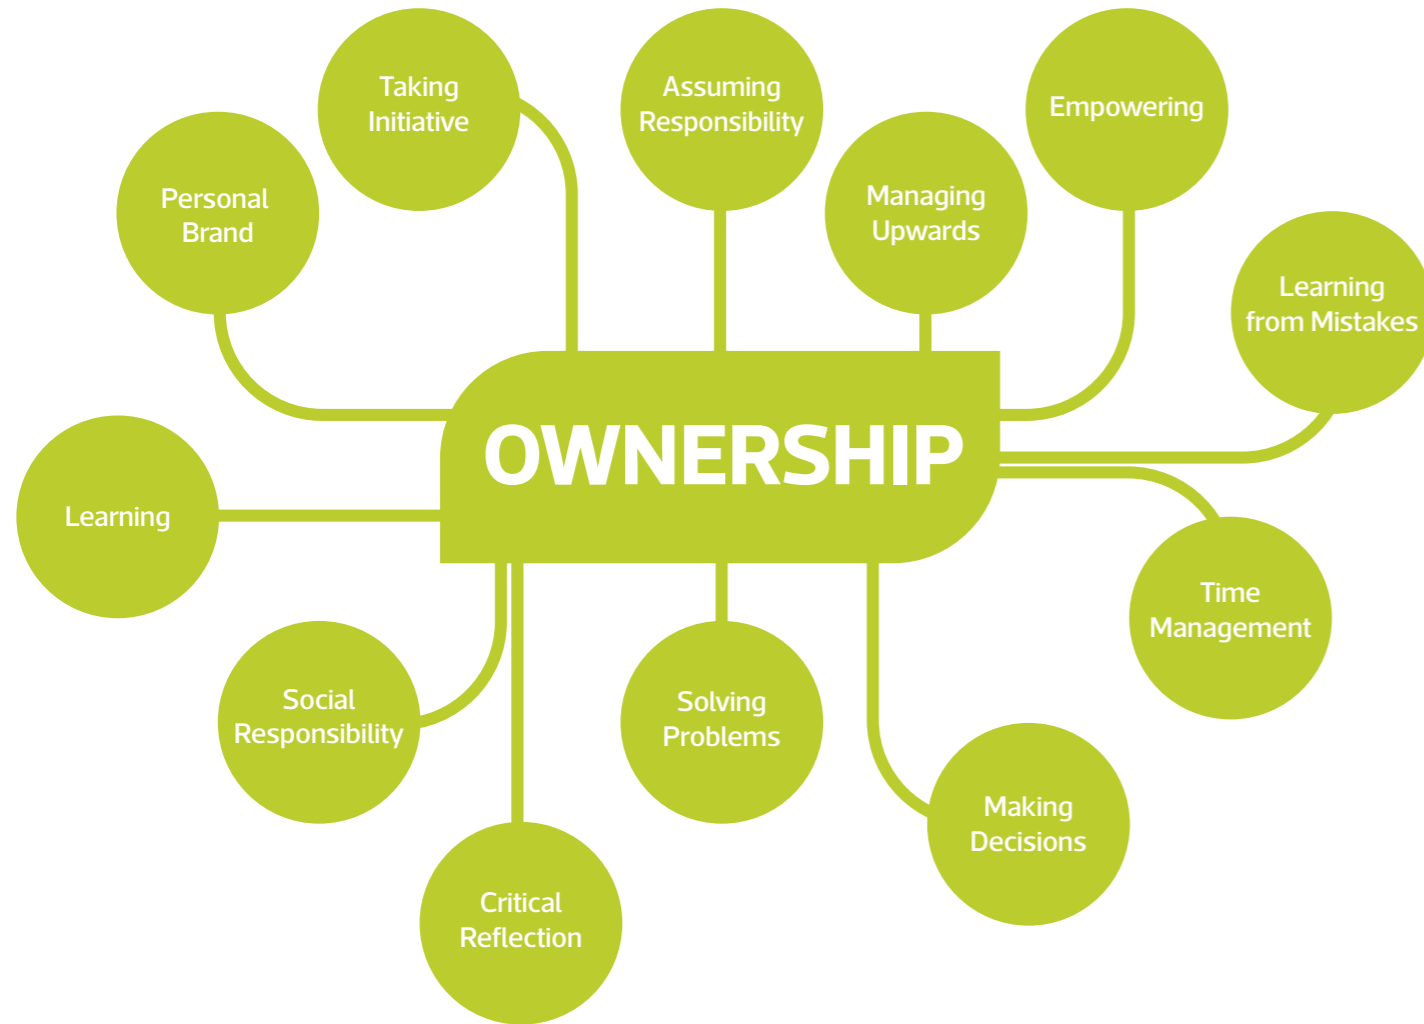 Taking
Initiative
Assuming
Responsibility
Empowering
Personal
Brand
Managing
Upwards
Learning
from Mistakes
OWNERSHIP
Learning
Time
Management
Social
Responsibility
Solving
Problems
Making
Decisions
Critical
Reflection